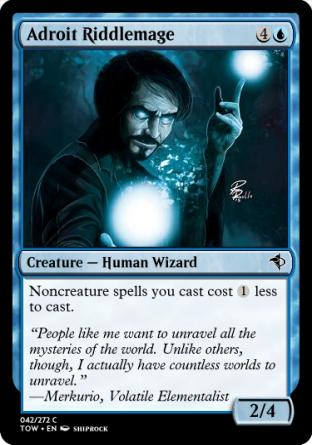 Adroit Riddlemage 4
Creature — Human Wizard
Noncreature spells you cast cost 1 less
to cast.
“People like me want to unravel all the
mysteries of the world. Unlike others,
though, I actually have countless worlds to
unravel.”
—Merkurio, Volatile Elementalist
2/4
042/272 C
TOW • EN SHIPROCK